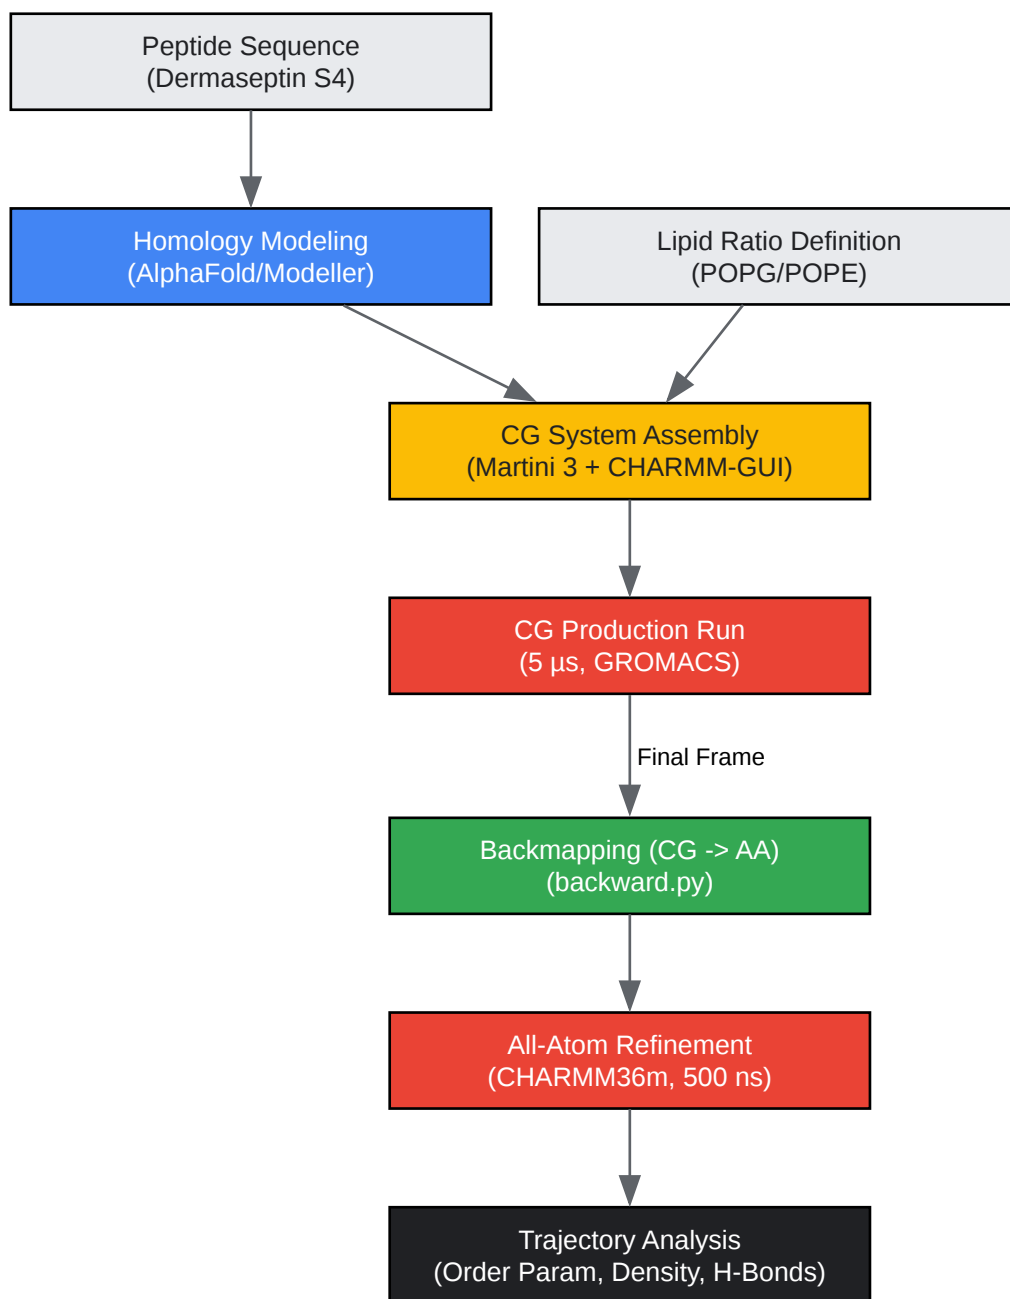 Peptide Sequence
(Dermaseptin S4)
Homology Modeling
(AlphaFold/Modeller)
Lipid Ratio Definition
(POPG/POPE)
CG System Assembly
(Martini 3 + CHARMM-GUI)
CG Production Run
(5 µs, GROMACS)
Final Frame
Backmapping (CG -> AA)
(backward.py)
All-Atom Refinement
(CHARMM36m, 500 ns)
Trajectory Analysis
(Order Param, Density, H-Bonds)